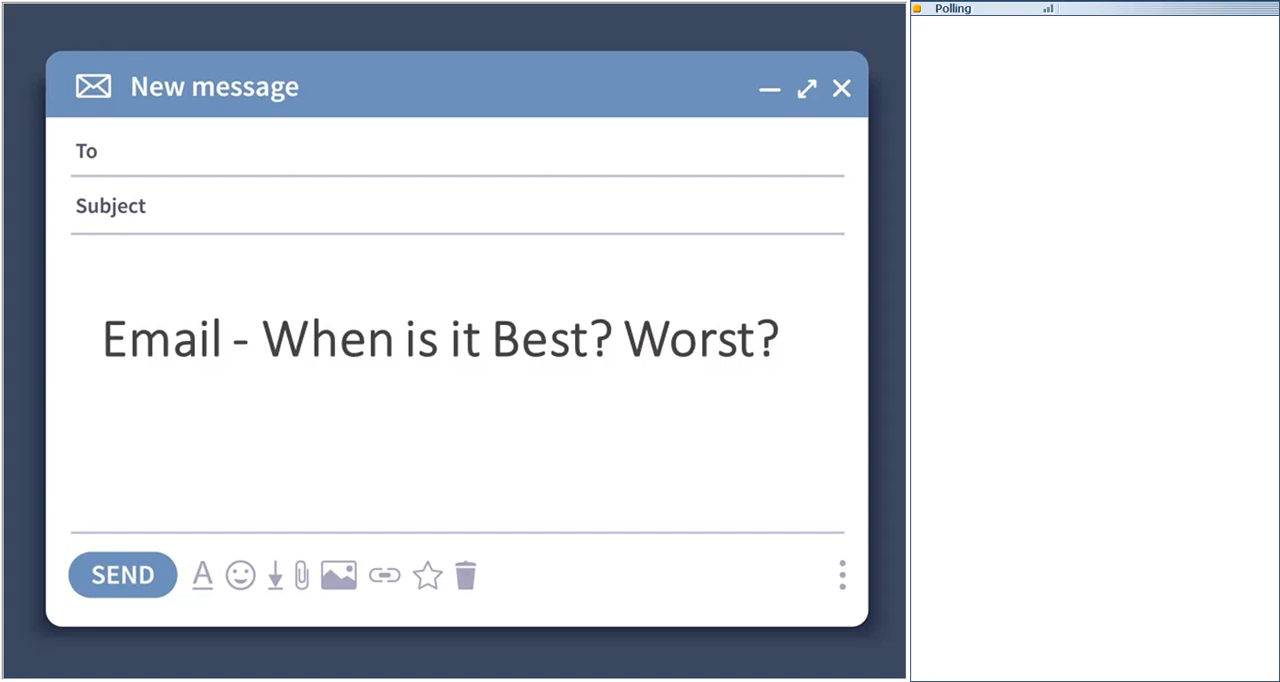 New message
To
Subject
Email - When is it Best? Worst?
SEND
A
Polling